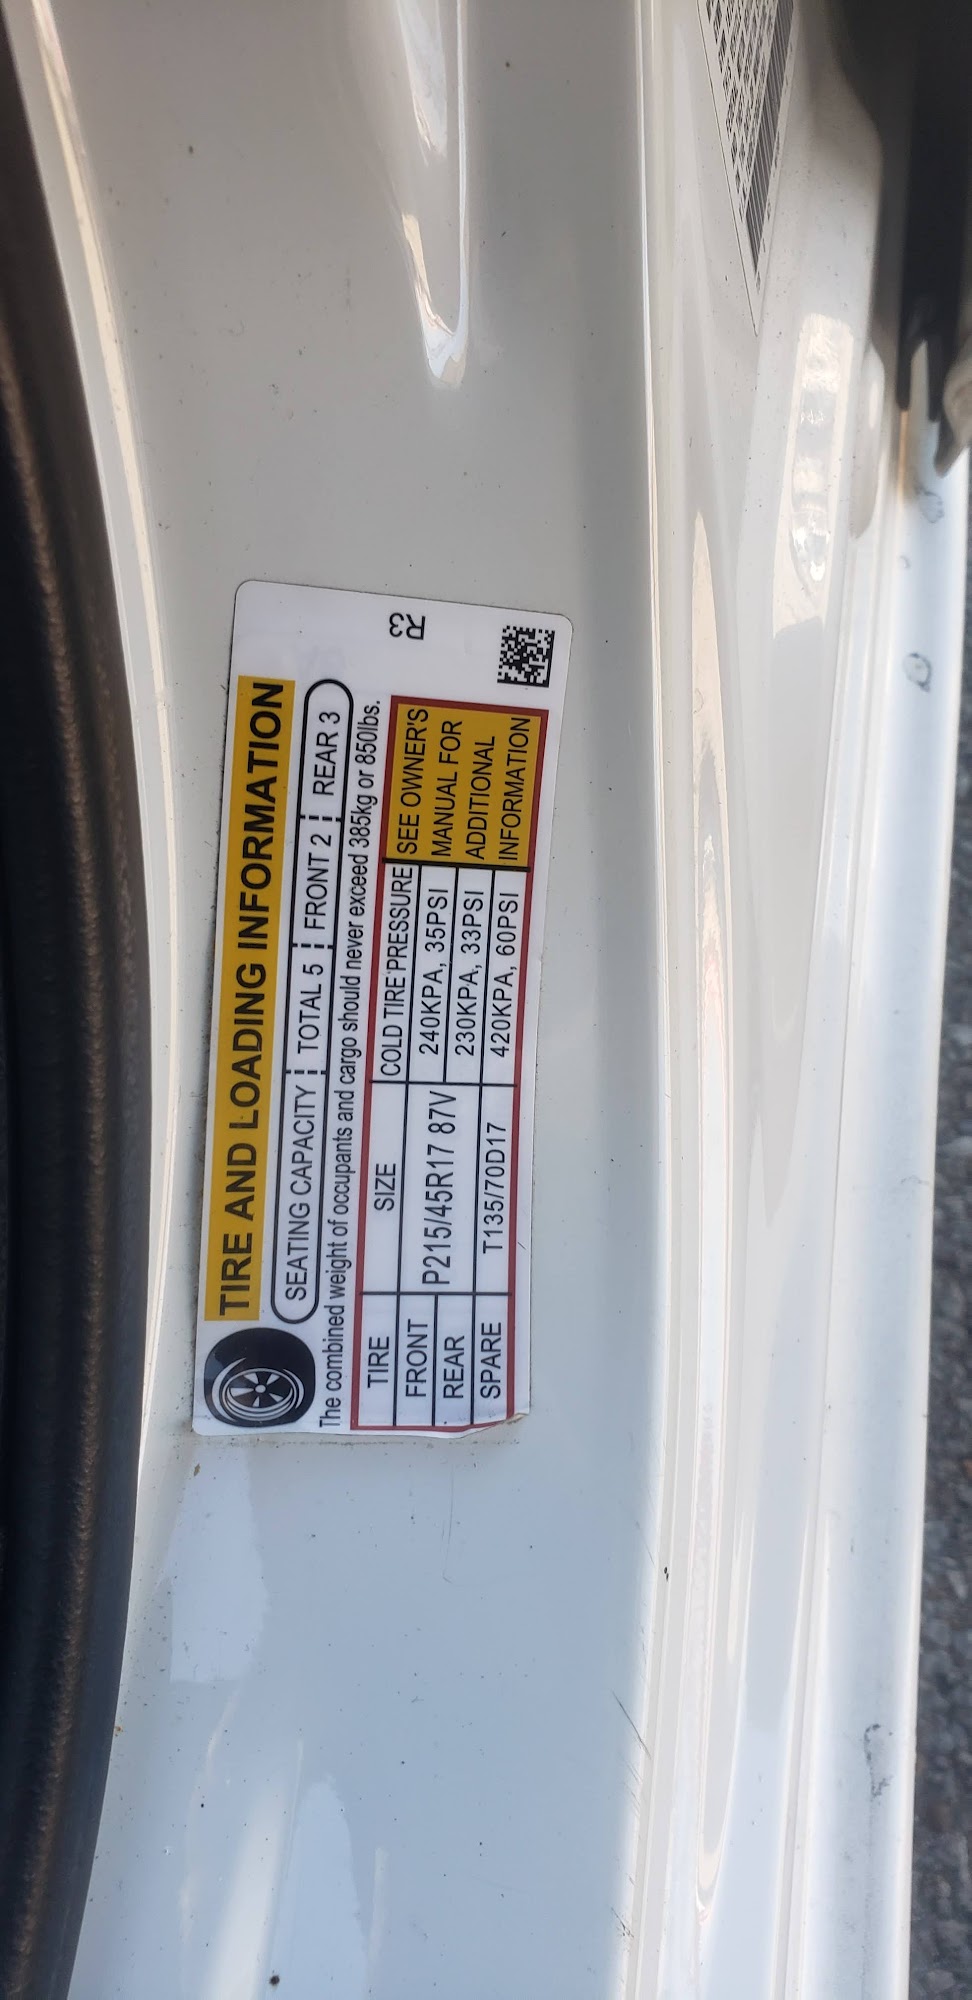 TIRE AND LOADING INFORMATION
SEATING CAPACITY TOTAL 5 FRONT 2 REAR 3
The combined weight of occupants and cargo should never exceed 385kg or 850lbs.
TIRE SIZE COLD TIRE PRESSURE SEE OWNER'S MANUAL FOR ADDITIONAL INFORMATION
FRONT P215/45R17 87V 240KPA, 35PSI
REAR 230KPA, 33PSI
SPARE T135/70D17 420KPA, 60PSI
R3